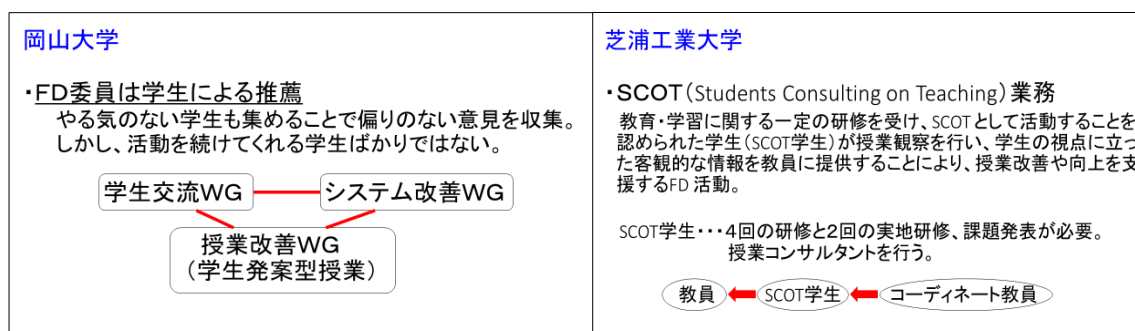 岡山大学
・FD委員は学生による推薦
やる気のない学生も集めることで偏りのない意見を収集。
しかし、活動を続けてくれる学生ばかりではない。
学生交流WG
システム改善WG
授業改善WG
（学生発案型授業）
芝浦工業大学
・SCOT(Students Consulting on Teaching)業務
教育・学習に関する一定の研修を受け、SCOTとして活動することを
認められた学生(SCOT学生)が授業観察を行い、学生の視点に立っ
た客観的な情報を教員に提供することにより、授業改善や向上を支
援するFD活動。
SCOT学生・・・４回の研修と２回の実地研修、課題発表が必要。
授業コンサルタントを行う。
教員
SCOT学生
コーディネート教員